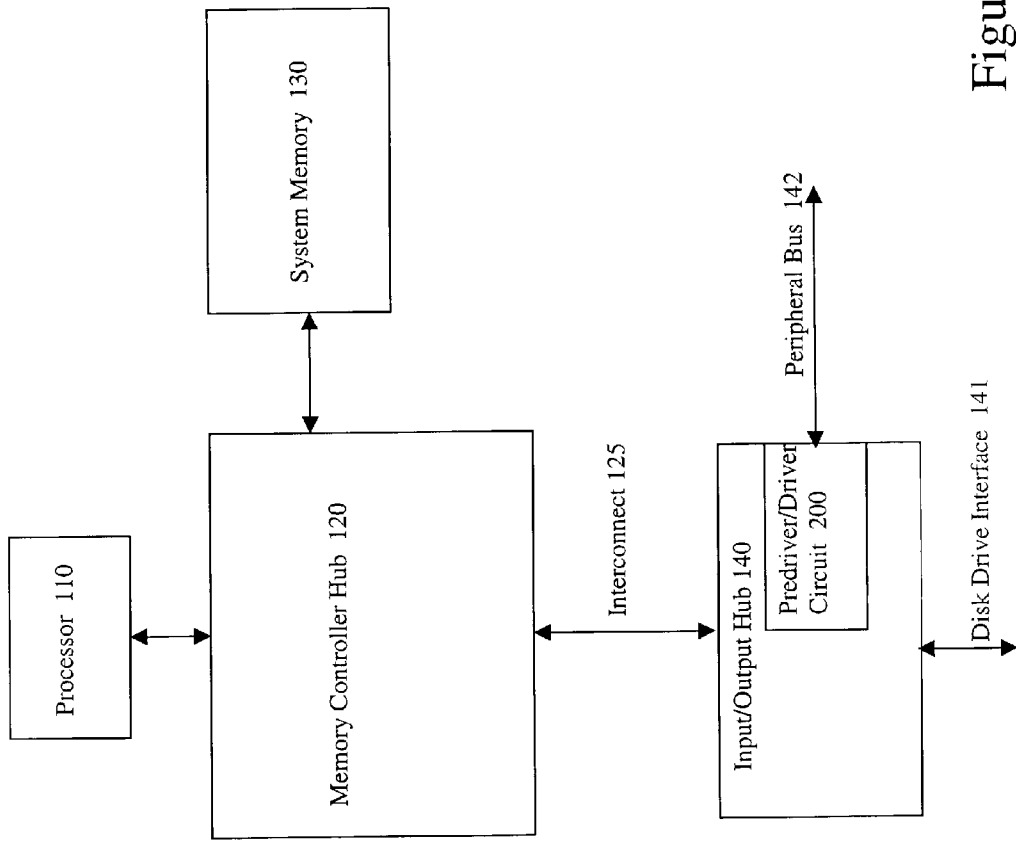 Processor 110
Memory Controller Hub 120
System Memory 130
Interconnect 125
Input/Output Hub 140
Predriver/Driver
Circuit 200
Peripheral Bus 142
Disk Drive Interface 141
Figu